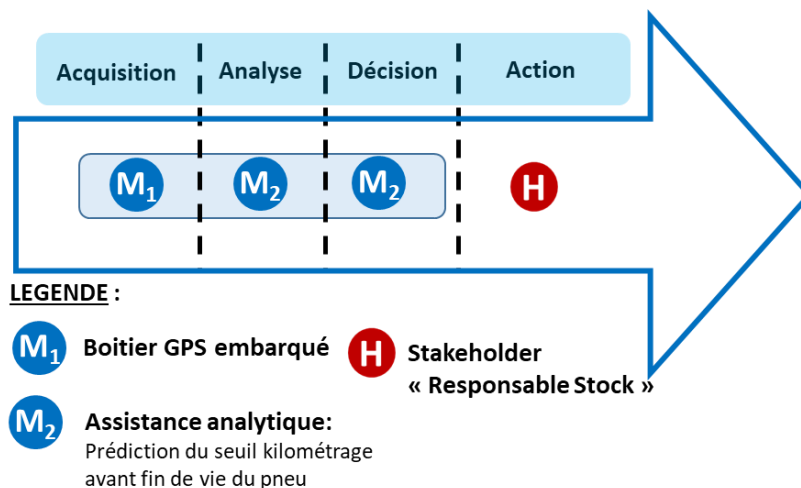 Acquisition Analyse Décision Action
M1 M2 M2 H
LEGENDE :
M1 Boitier GPS embarqué H Stakeholder
« Responsable Stock »
M2 Assistance analytique:
Prédiction du seuil kilométrage
avant fin de vie du pneu